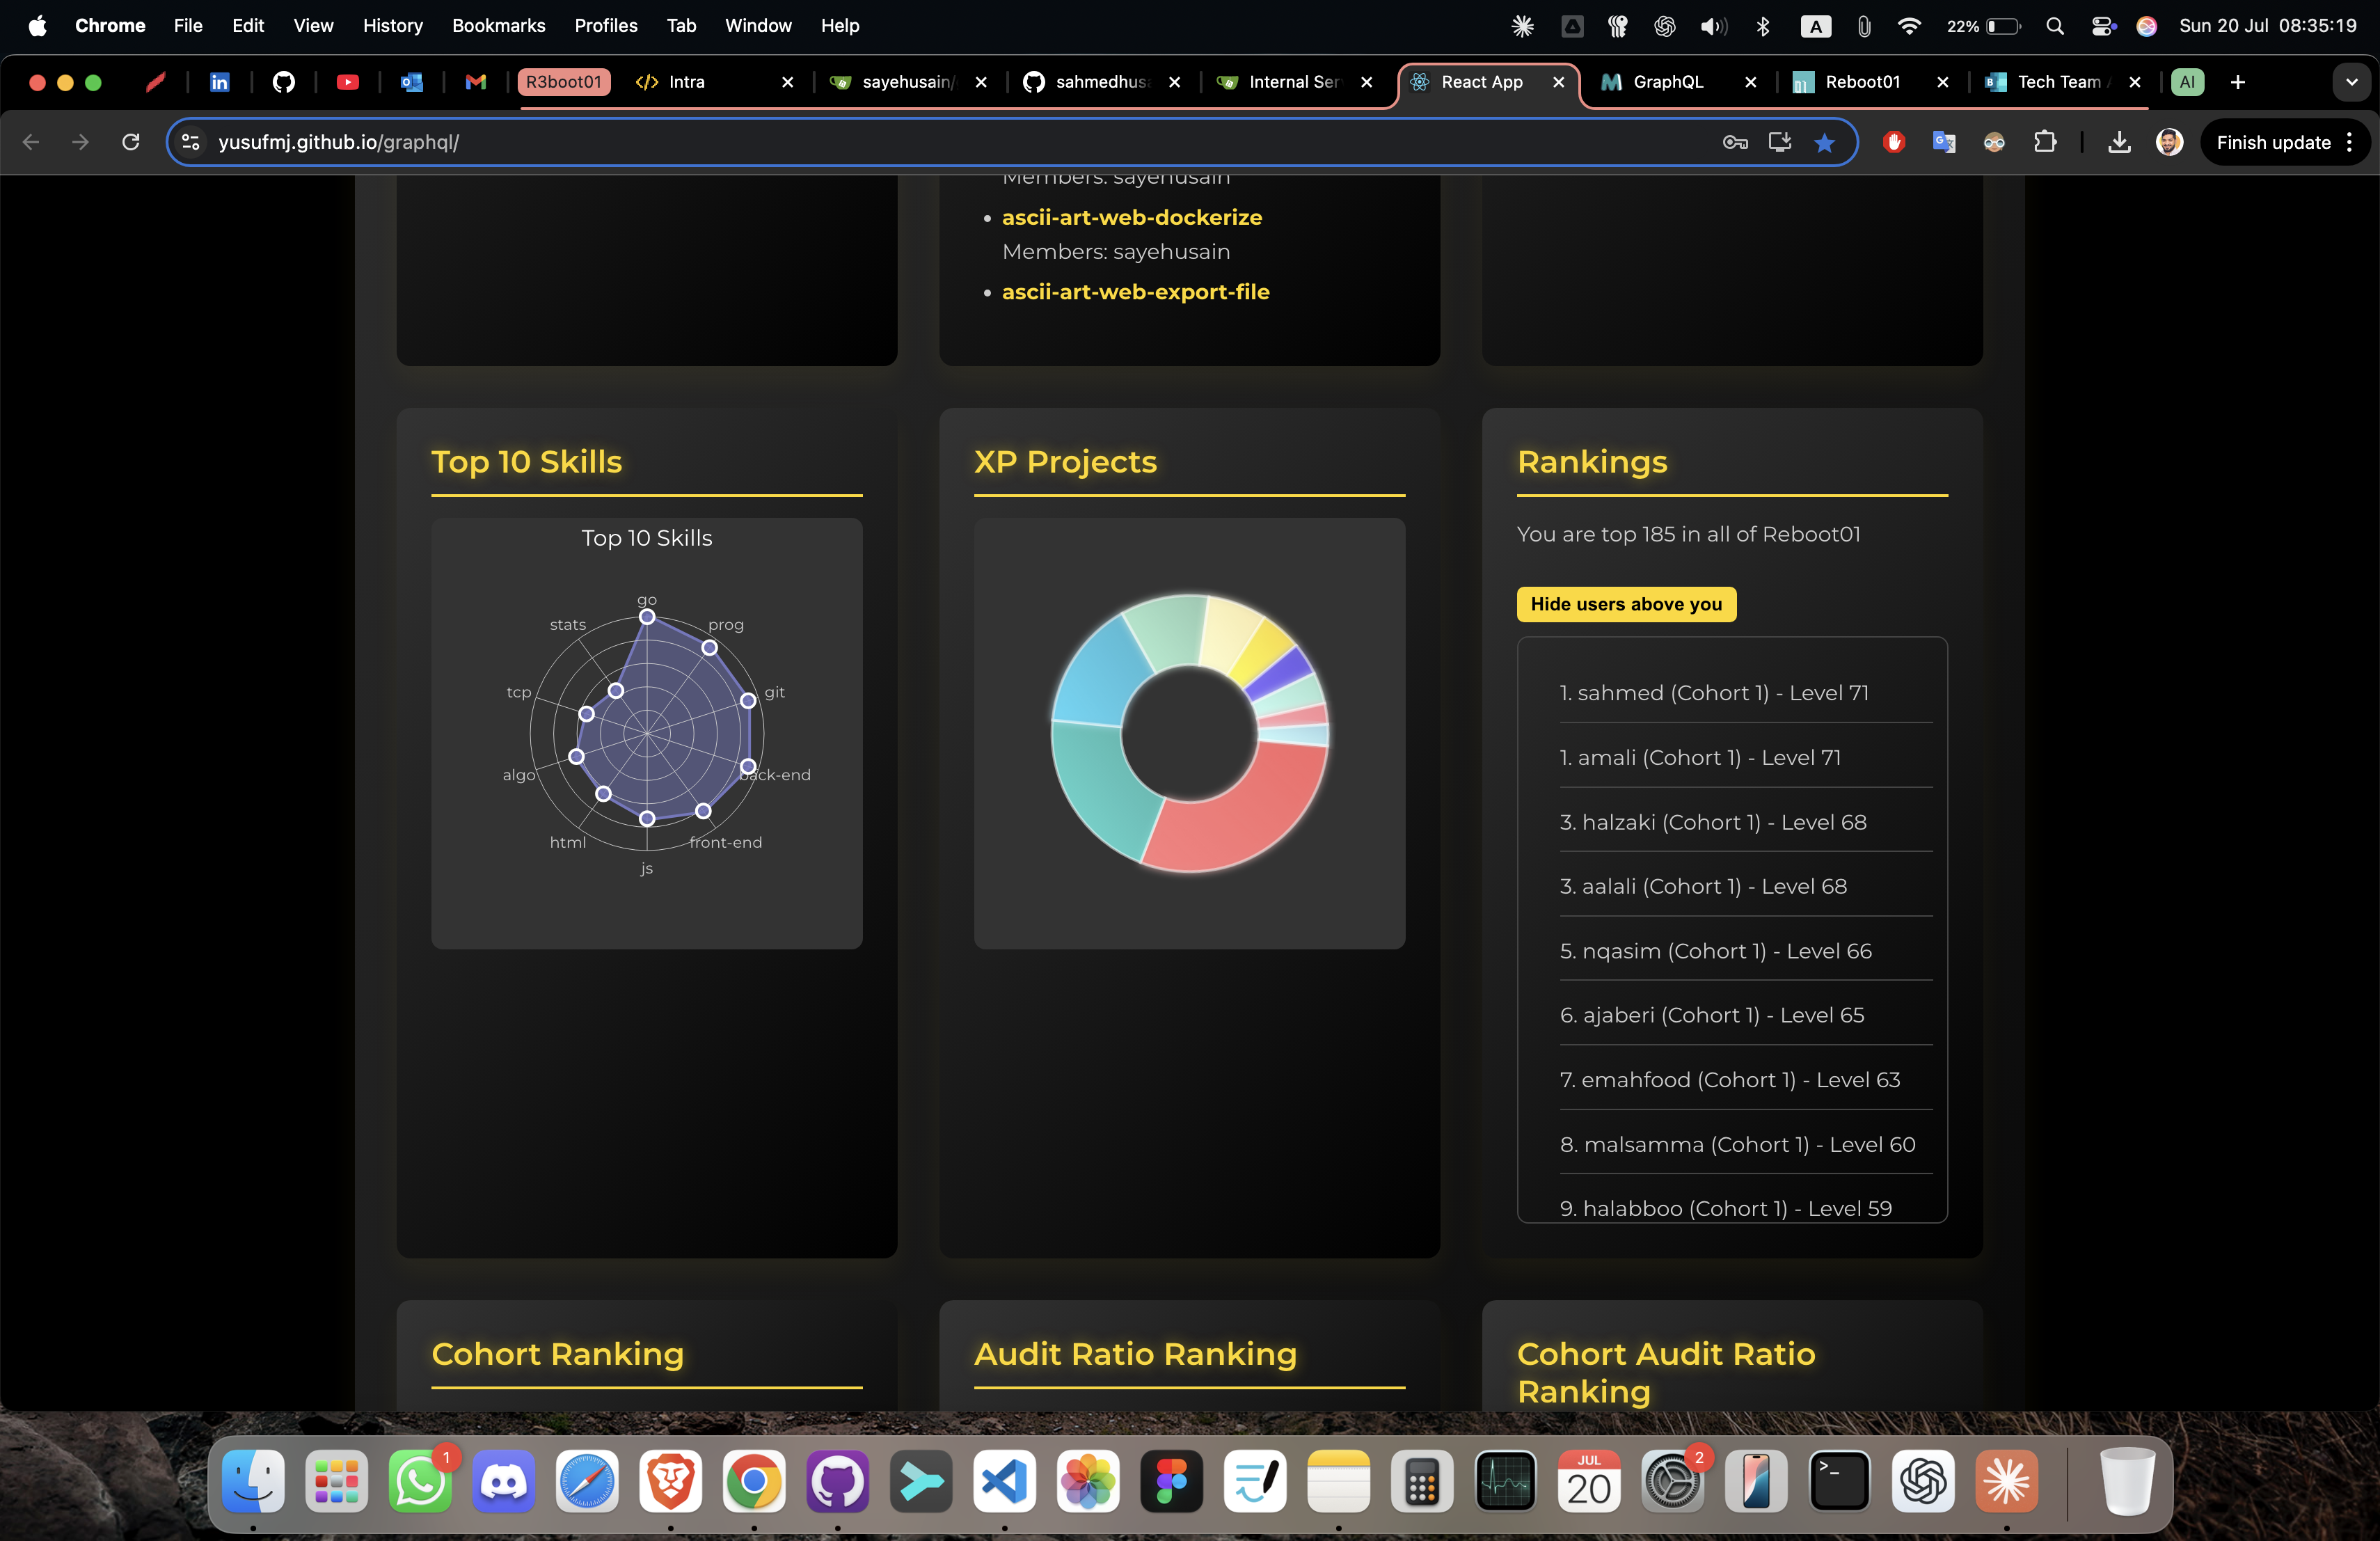 Chrome File Edit View History Bookmarks Profiles Tab Window Help
A 22% Sun 20 Jul 08:35:19
R3boot01 Intra sayehusain/ sahmedhusa Internal Ser React App GraphQL Reboot01 Tech Team AI
yusufmj.github.io/graphql/
Finish update
Members: sayehusain
ascii-art-web-dockerize
Members: sayehusain
ascii-art-web-export-file
Top 10 Skills
Top 10 Skills
go
prog
git
back-end
front-end
js
html
algo
tcp
stats
XP Projects
Rankings
You are top 185 in all of Reboot01
Hide users above you
1. sahmed (Cohort 1) - Level 71
1. amali (Cohort 1) - Level 71
3. halzaki (Cohort 1) - Level 68
3. aalali (Cohort 1) - Level 68
5. nqasim (Cohort 1) - Level 66
6. ajaberi (Cohort 1) - Level 65
7. emahfood (Cohort 1) - Level 63
8. malsamma (Cohort 1) - Level 60
9. halabboo (Cohort 1) - Level 59
Cohort Ranking
Audit Ratio Ranking
Cohort Audit Ratio
Ranking
1
JUL
20
2